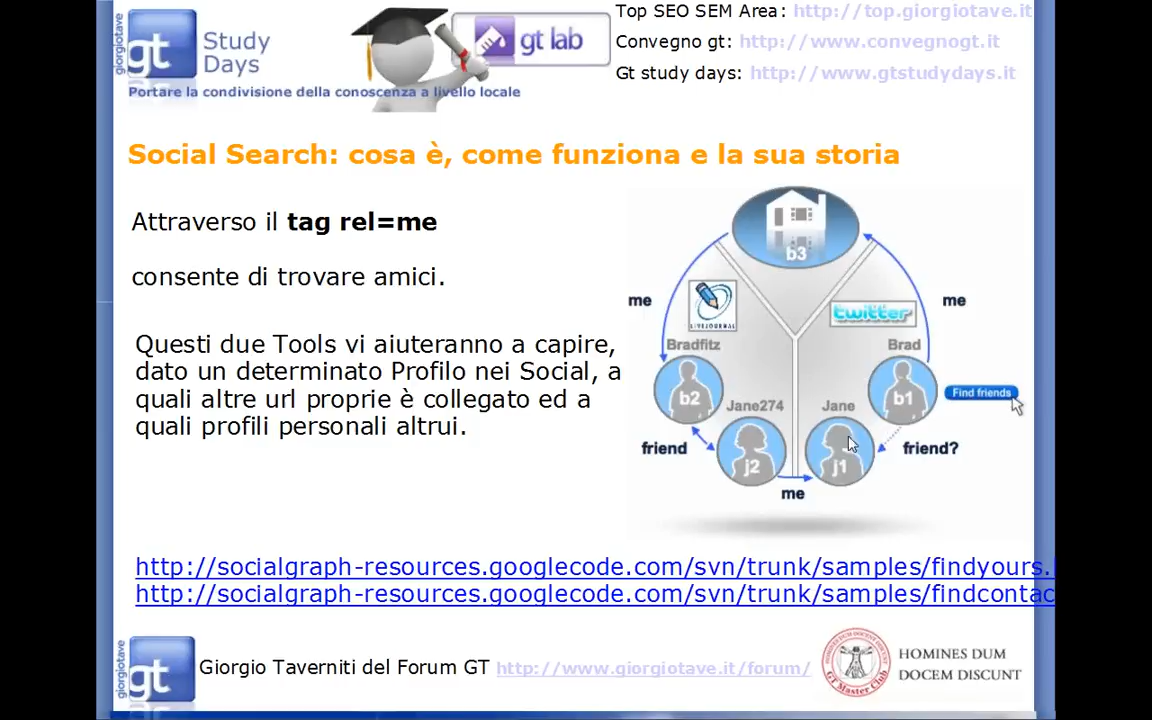 giorgiotave
gt
Study
Days
Portare la condivisione della conoscenza a livello locale
gt lab
Top SEO SEM Area: http://top.giorgiotave.it
Convegno gt: http://www.convegnogt.it
Gt study days: http://www.gtstudydays.it
Social Search: cosa è, come funziona e la sua storia
Attraverso il tag rel=me
consente di trovare amici.
Questi due Tools vi aiuteranno a capire,
dato un determinato Profilo nei Social, a
quali altre url proprie è collegato ed a
quali profili personali altrui.
b3
me
me
LIVEJOURNAL
twitter
Bradfitz
Brad
b2
b1
Find friends
Jane274
Jane
friend
friend?
j2
j1
me
http://socialgraph-resources.googlecode.com/svn/trunk/samples/findyours.
http://socialgraph-resources.googlecode.com/svn/trunk/samples/findcontac
giorgiotave
gt
Giorgio Taverniti del Forum GT http://www.giorgiotave.it/forum/
GT Master Club
HOMINES DUM
DOCEM DISCUNT